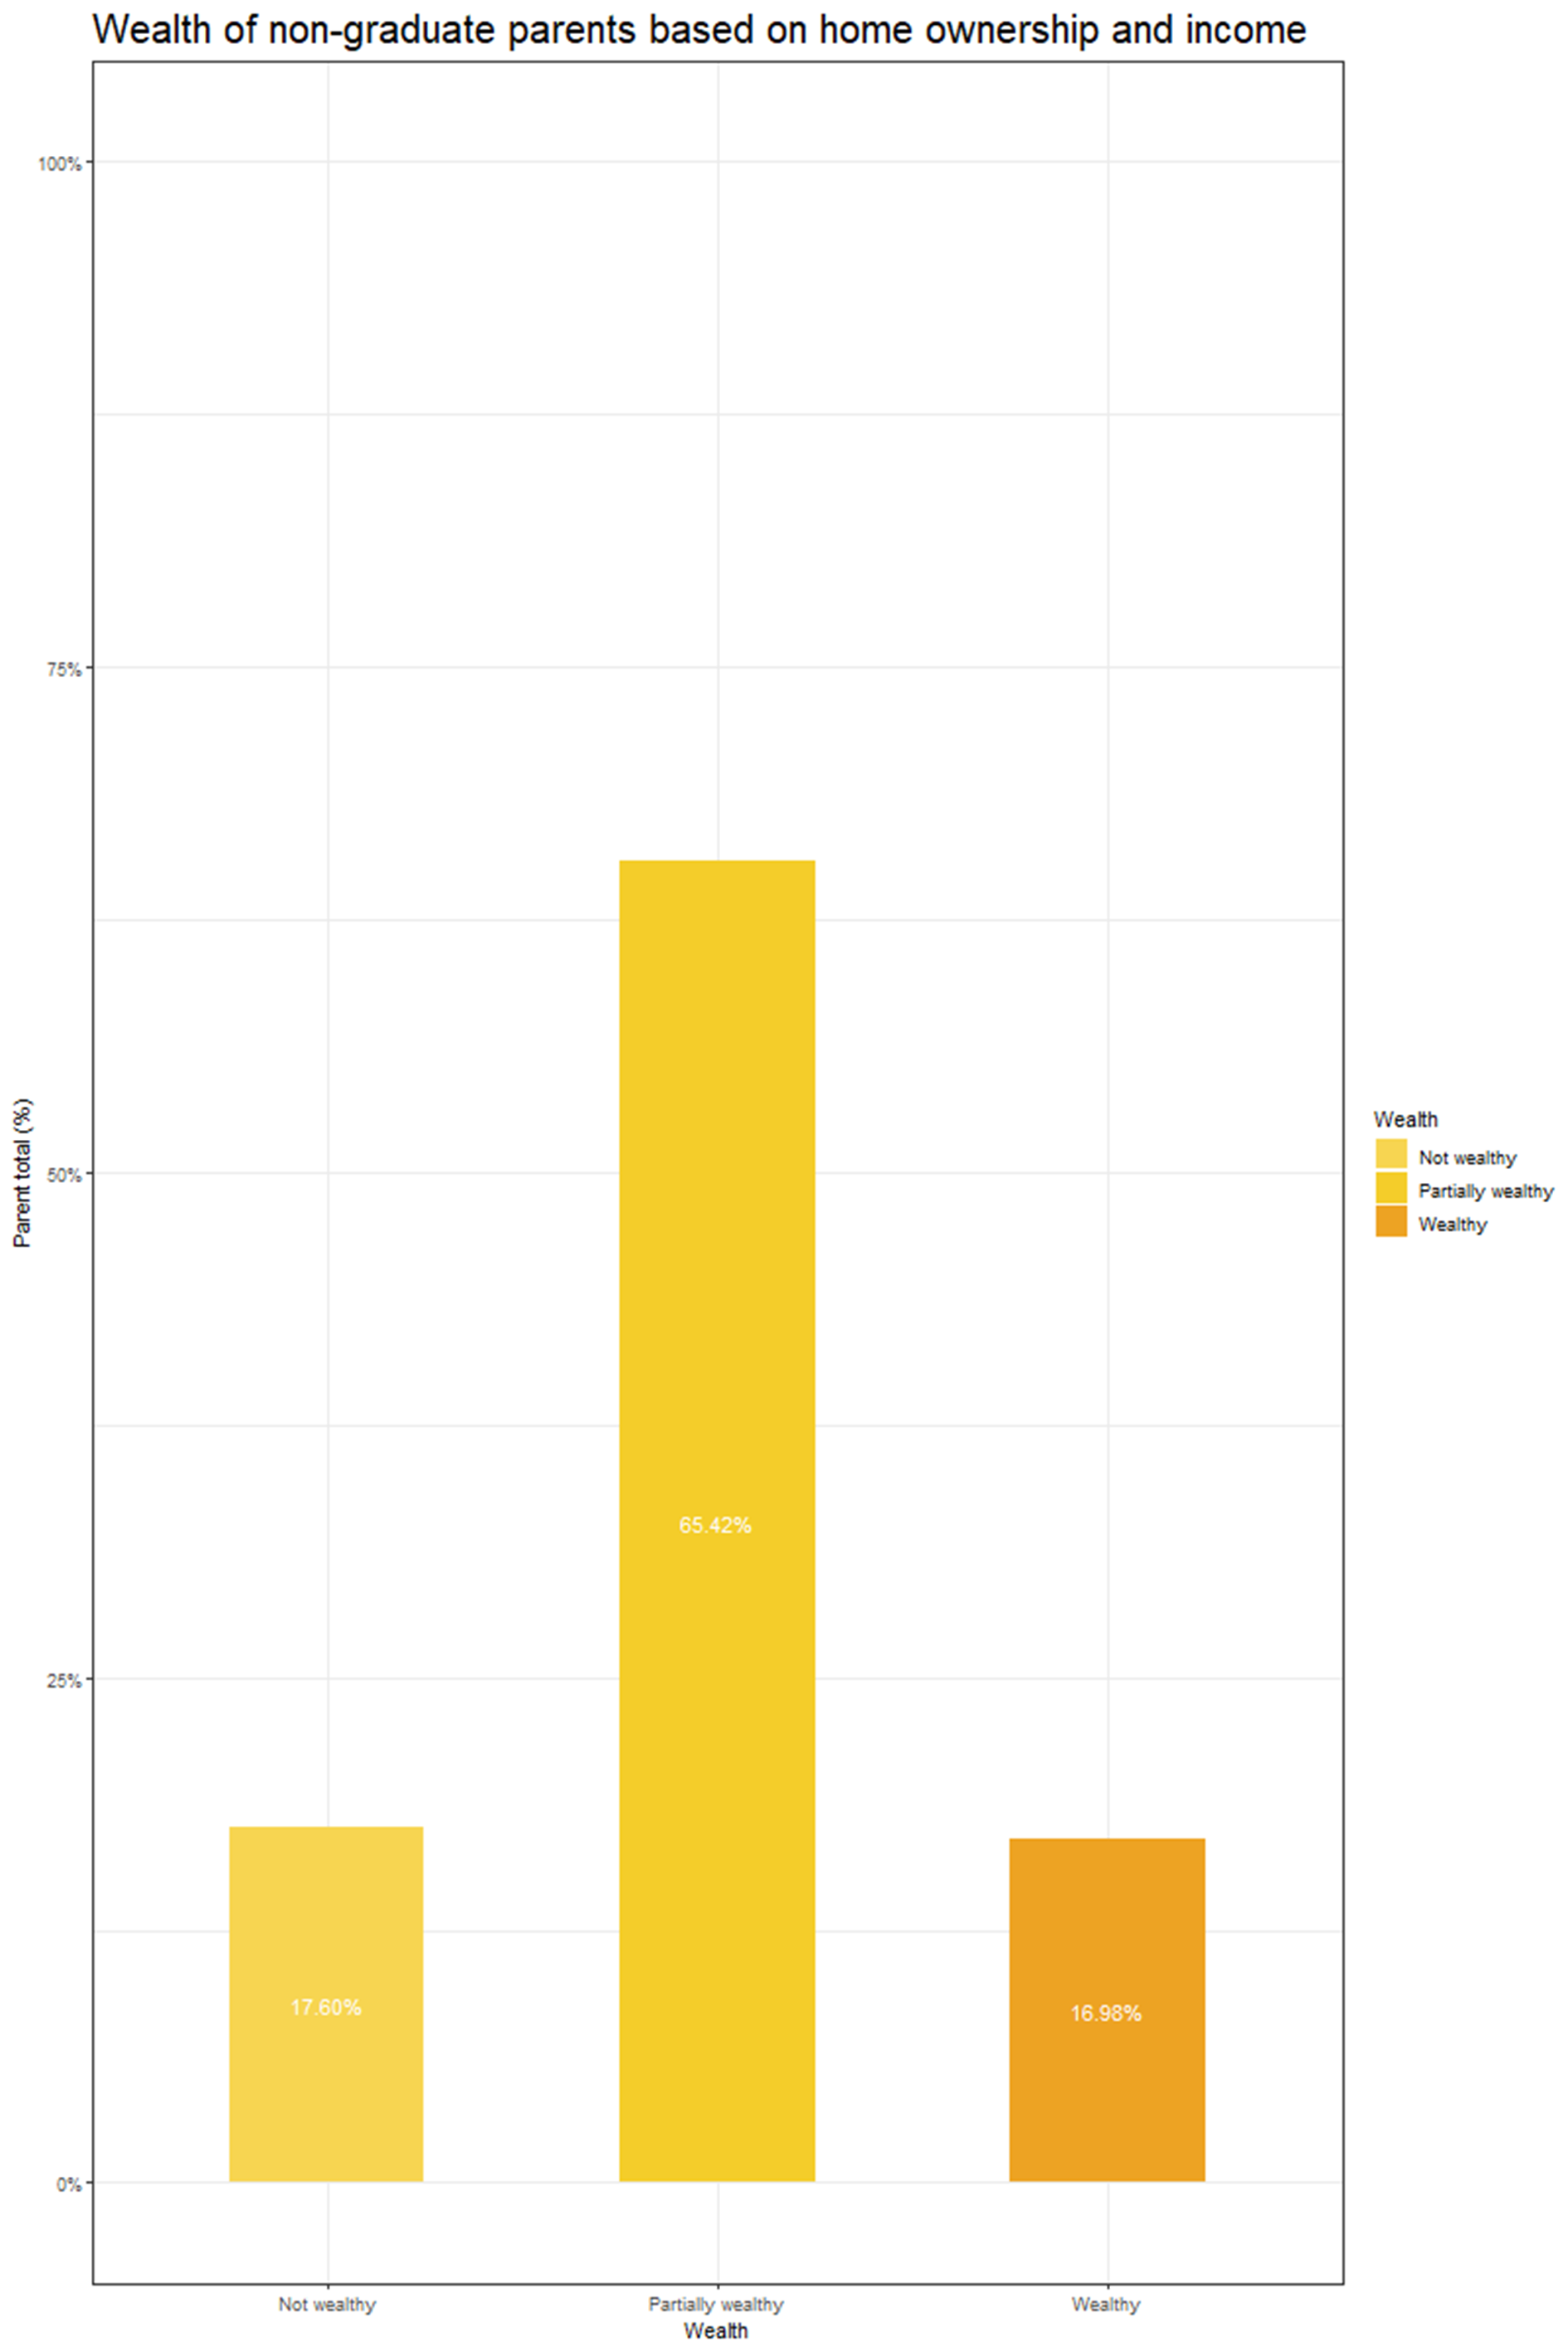 Wealth of non-graduate parents based on home ownership and income
100%
75%
50%
25%
0%
Parent total (%)
65.42%
17.60%
16.98%
Not wealthy
Partially wealthy
Wealthy
Wealth
Wealth
Not wealthy
Partially wealthy
Wealthy